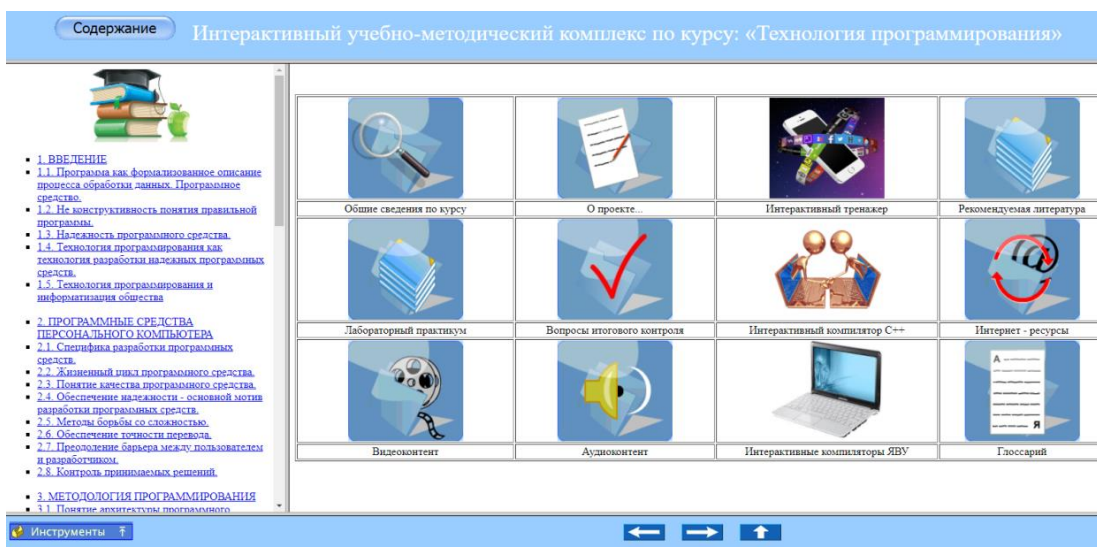 Содержание
Интерактивный учебно-методический комплекс по курсу: «Технология программирования»
1. ВВЕДЕНИЕ
1.1. Программа как формализованное описание
процесса обработки данных. Программное
средство.
1.2. Не конструктивность понятия правильной
программы.
1.3. Надежность программного средства.
1.4. Технология программирования как
технология разработки надежных программных
средств.
1.5. Технология программирования и
информатизация общества
2. ПРОГРАММНЫЕ СРЕДСТВА
ПЕРСОНАЛЬНОГО КОМПЬЮТЕРА
2.1. Специфика разработки программных
средств.
2.2. Жизненный цикл программного средства.
2.3. Понятие качества программного средства.
2.4. Обеспечение надежности - основной мотив
разработки программных средств.
2.5. Методы борьбы со сложностью.
2.6. Обеспечение точности перевода.
2.7. Преодоление барьера между пользователем
и разработчиком.
2.8. Контроль принимаемых решений.
3. МЕТОДОЛОГИЯ ПРОГРАММИРОВАНИЯ
3.1. Понятие архитектуры программного
Общие сведения по курсу
О проекте...
Интерактивный тренажер
Рекомендуемая литература
Лабораторный практикум
Вопросы итогового контроля
Интерактивный компилятор С++
Интернет - ресурсы
А
Я
Видеоконтент
Аудиоконтент
Интерактивные компиляторы ЯВУ
Глоссарий
Инструменты